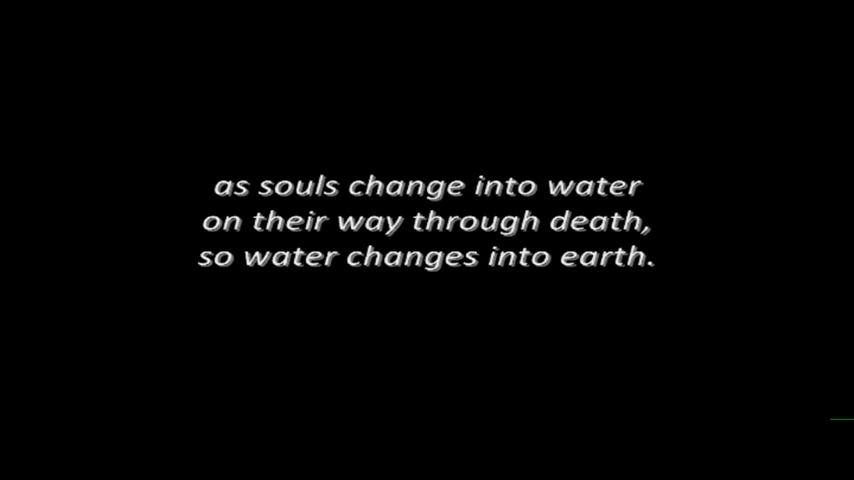 as souls change into water
on their way through death,
so water changes into earth.